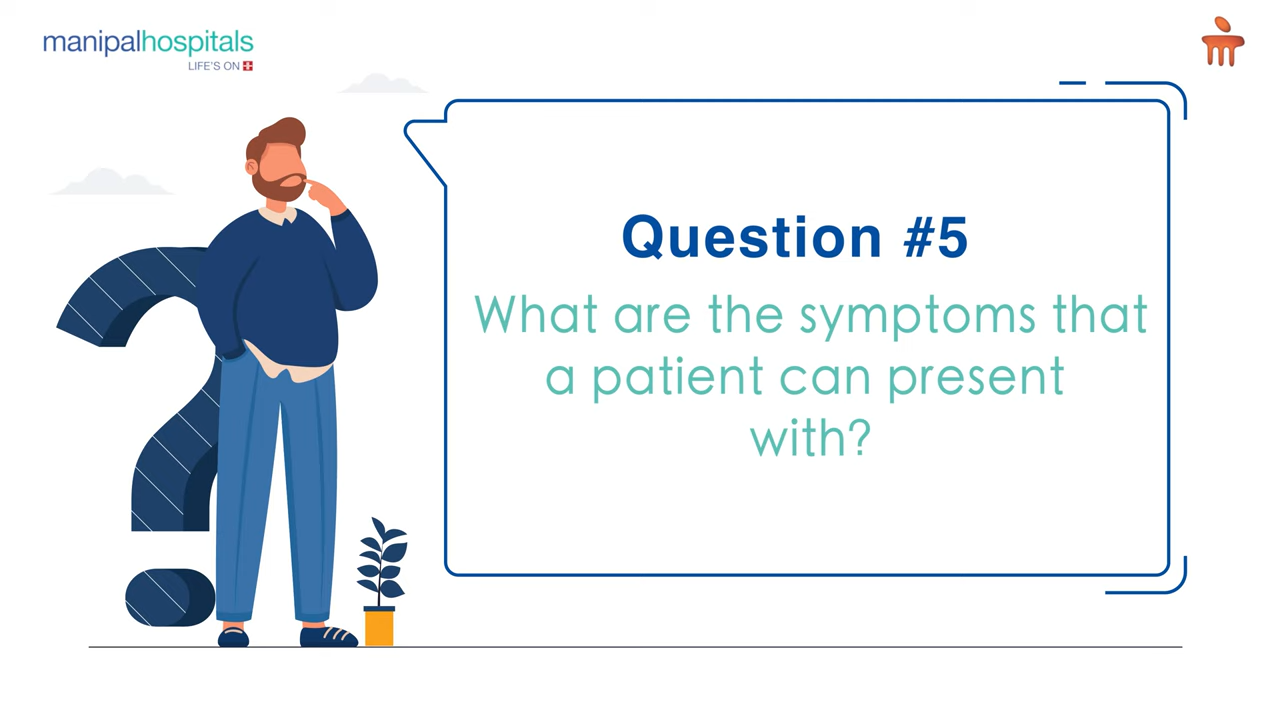 manipalhospitals
LIFE'S ON
Question #5
What are the symptoms that
a patient can present
with?